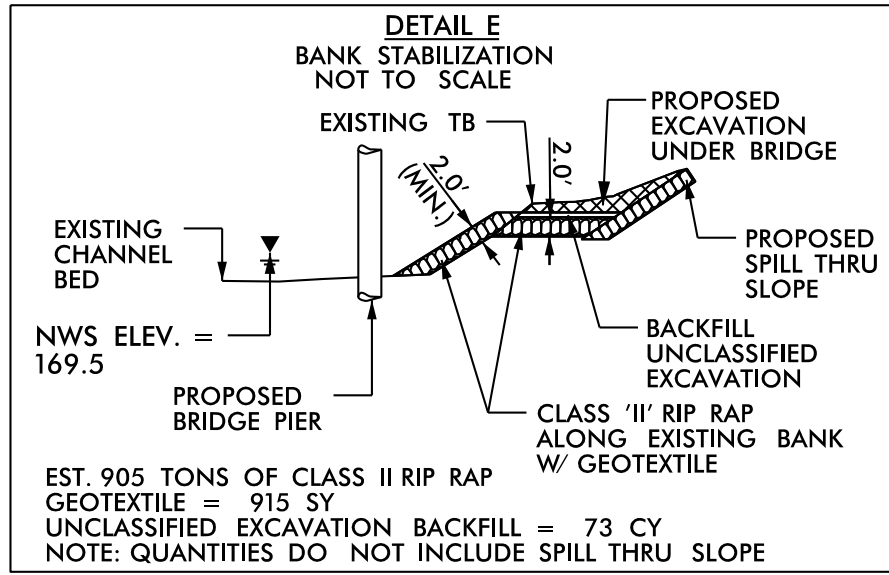 DETAIL E
BANK STABILIZATION
NOT TO SCALE
EXISTING TB
2.0'
(MIN.)
2.0'
PROPOSED
EXCAVATION
UNDER BRIDGE
EXISTING
CHANNEL
BED
PROPOSED
SPILL THRU
SLOPE
NWS ELEV. =
169.5
BACKFILL
UNCLASSIFIED
EXCAVATION
PROPOSED
BRIDGE PIER
CLASS 'II' RIP RAP
ALONG EXISTING BANK
W/ GEOTEXTILE
EST. 905 TONS OF CLASS II RIP RAP
GEOTEXTILE = 915 SY
UNCLASSIFIED EXCAVATION BACKFILL = 73 CY
NOTE: QUANTITIES DO NOT INCLUDE SPILL THRU SLOPE